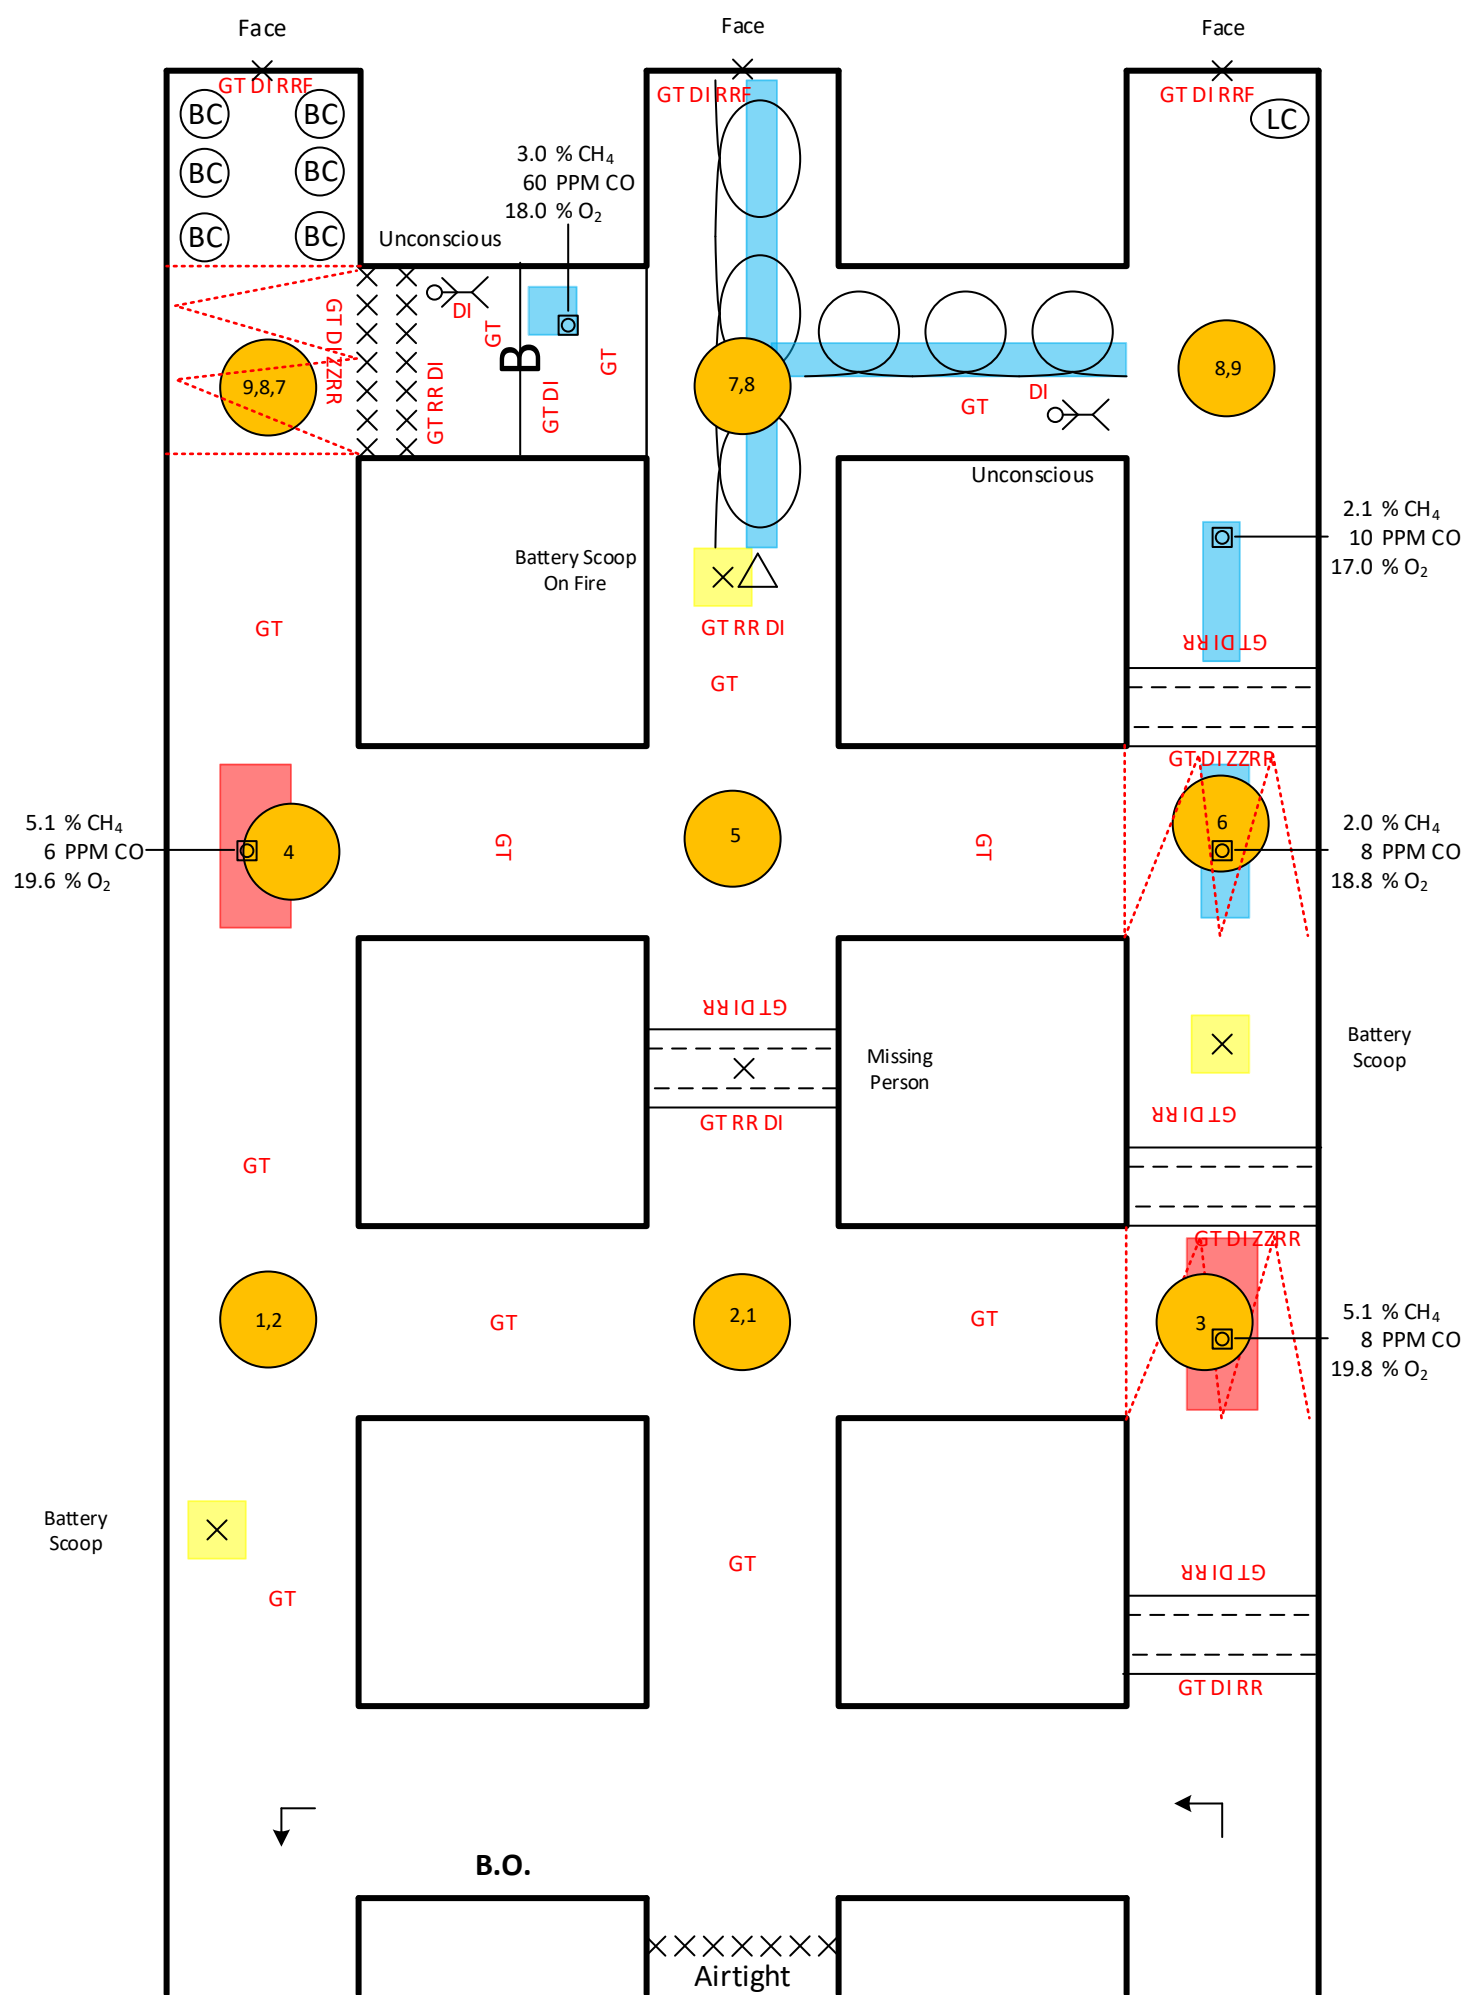 Face
Face
Face
GT DI RRF
GT DI RRF
GT DI RRF
BC
BC
LC
BC
BC
BC
BC
3.0 % CH₄
60 PPM CO
18.0 % O₂
Unconscious
DI
GT
B
GT
GT DI ZZRR
GT RR DI
GT DI
9,8,7
7,8
8,9
GT
DI
Unconscious
2.1 % CH₄
10 PPM CO
17.0 % O₂
Battery Scoop
On Fire
GT
GT RR DI
GT DI RR
GT
GT DI ZZRR
5.1 % CH₄
6 PPM CO
19.6 % O₂
4
GT
5
GT
6
2.0 % CH₄
8 PPM CO
18.8 % O₂
GT DI RR
Missing
Person
Battery
Scoop
GT RR DI
GT DI RR
GT
GT DI ZZRR
1,2
GT
2,1
GT
3
5.1 % CH₄
8 PPM CO
19.8 % O₂
Battery
Scoop
GT
GT
GT DI RR
GT DI RR
B.O.
Airtight